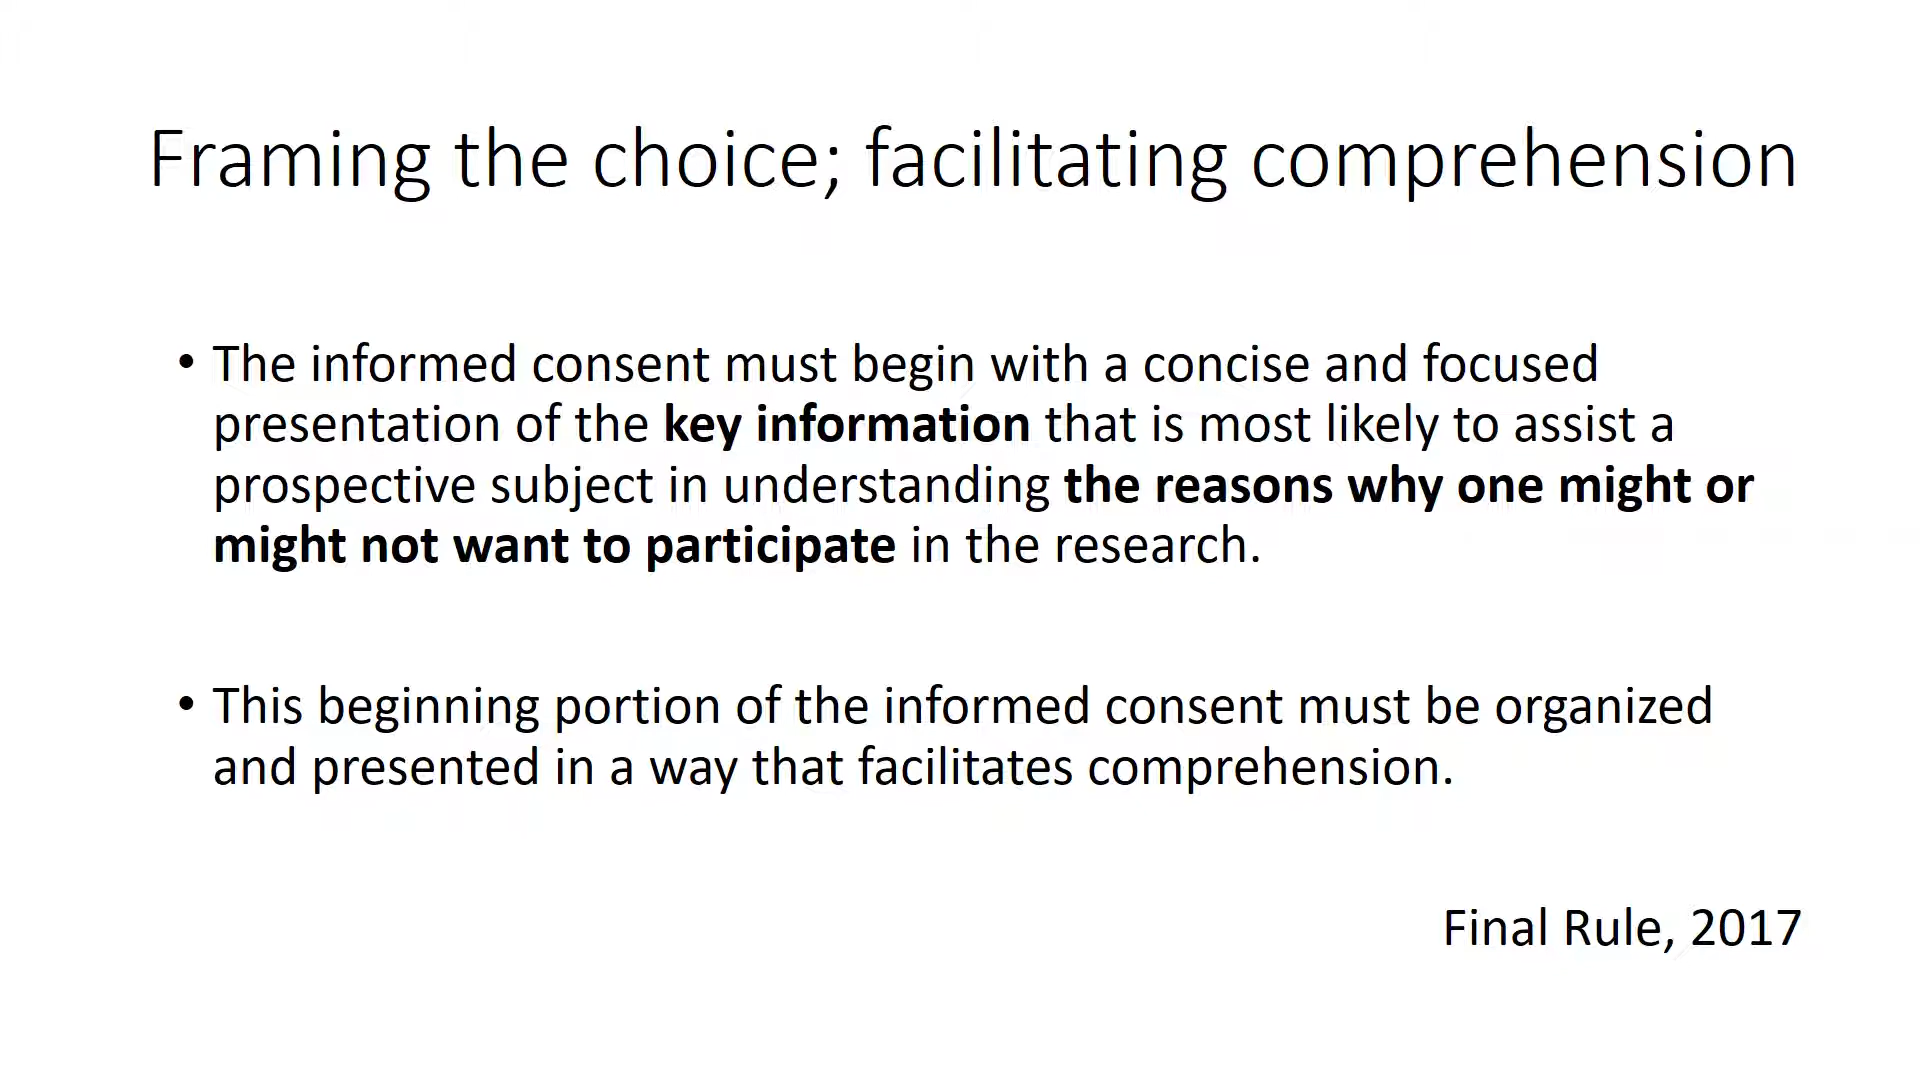 Framing the choice; facilitating comprehension
• The informed consent must begin with a concise and focused
presentation of the key information that is most likely to assist a
prospective subject in understanding the reasons why one might or
might not want to participate in the research.
• This beginning portion of the informed consent must be organized
and presented in a way that facilitates comprehension.
Final Rule, 2017